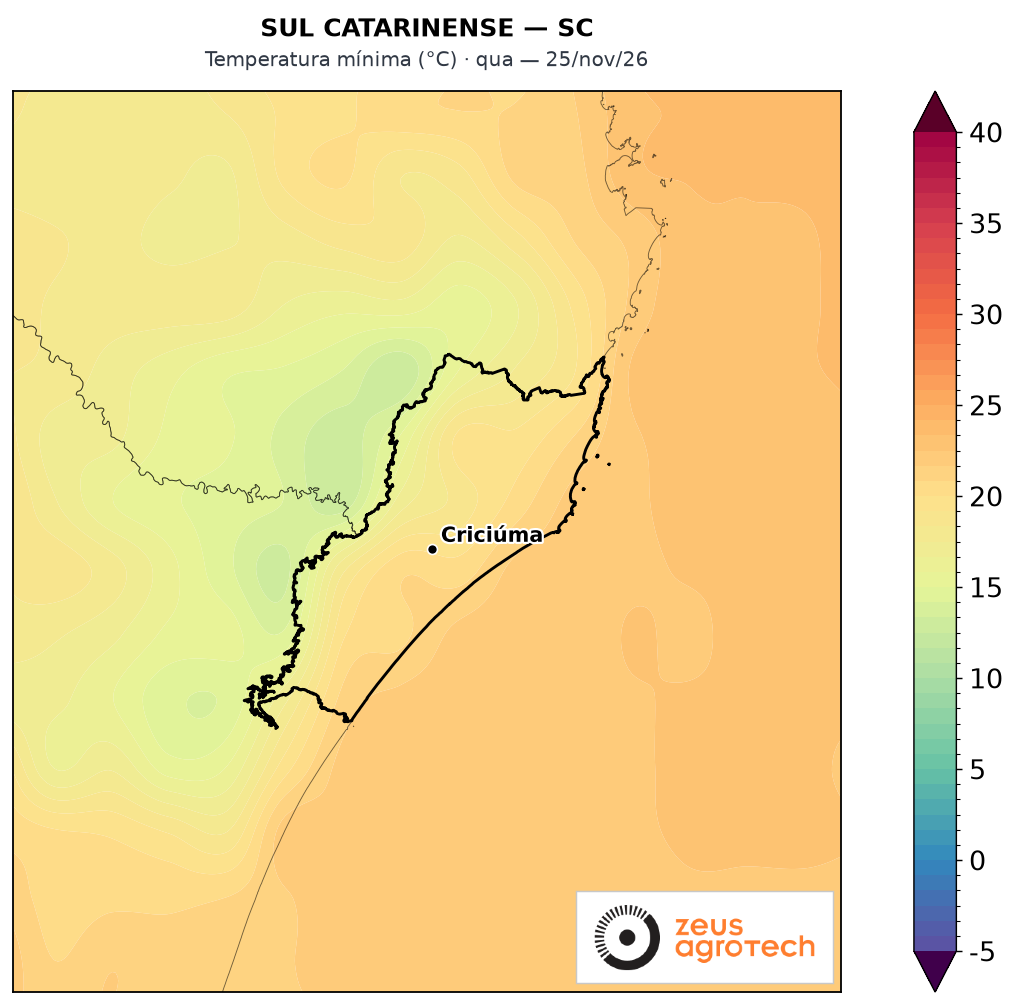 SUL CATARINENSE — SC
Temperatura mínima (°C) · qua — 25/nov/26
40
35
30
25
20
15
10
5
0
-5
Criciúma
zeus
agrotech